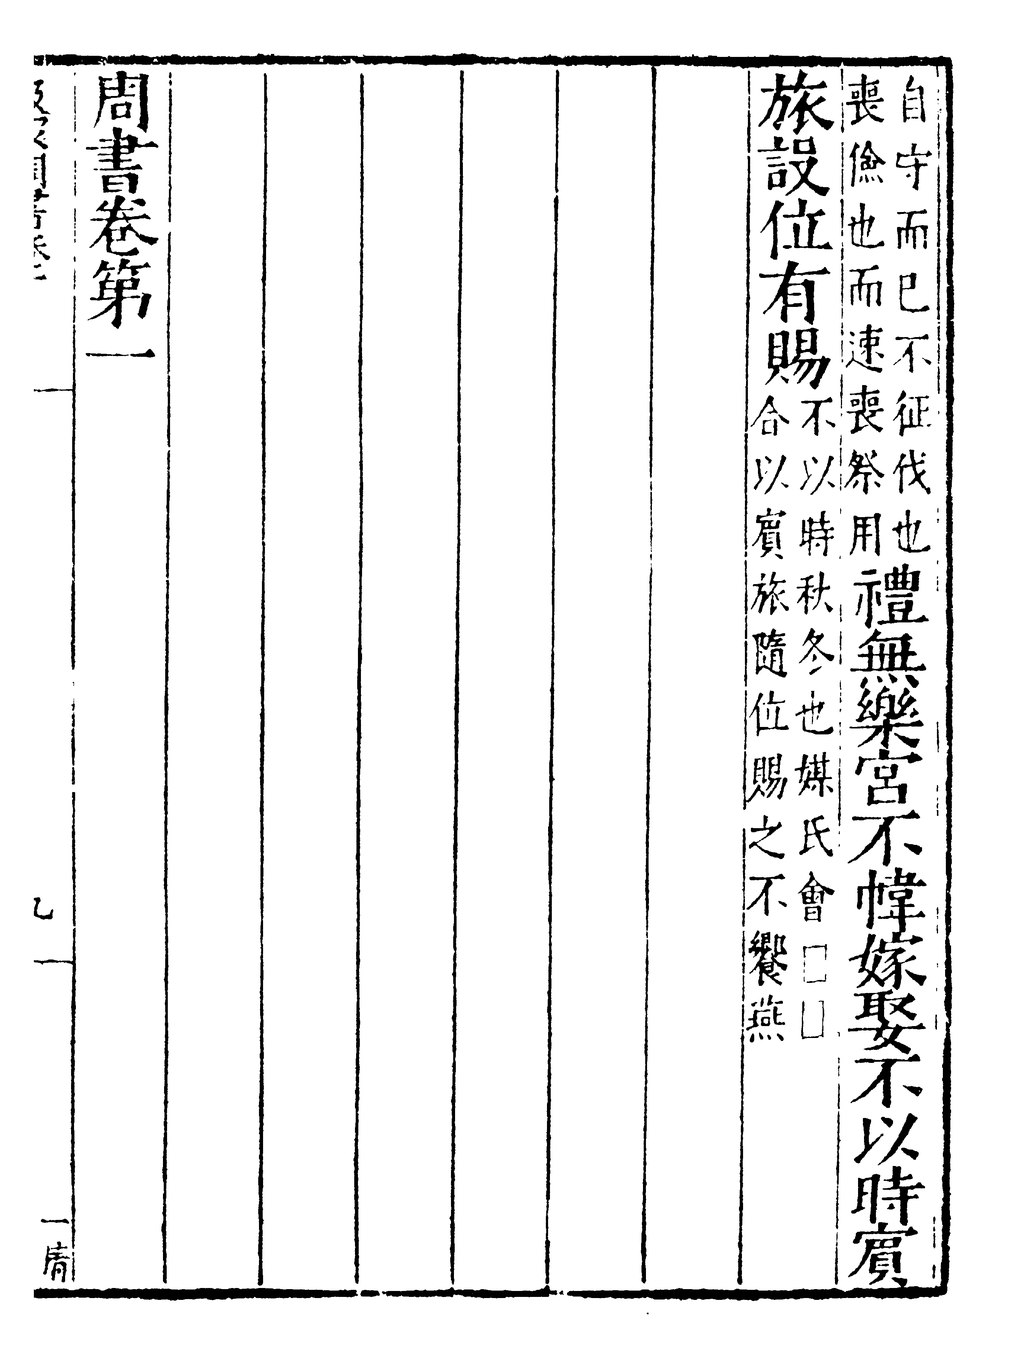 自守而已不征伐也
喪儉也而速喪祭用
禮無樂宮不幃嫁娶不以時賔
旅設位有賜
不以時秋冬也媒氏會□□
合以賔旅隨位賜之不饗燕
周書卷第一
九
一